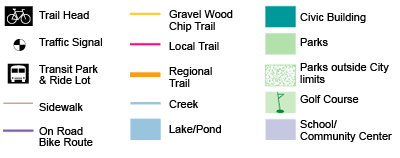 Trail Head
Traffic Signal
Transit Park
& Ride Lot
Sidewalk
On Road
Bike Route
Gravel Wood
Chip Trail
Local Trail
Regional
Trail
Creek
Lake/Pond
Civic Building
Parks
Parks outside City
limits
Golf Course
School/
Community Center